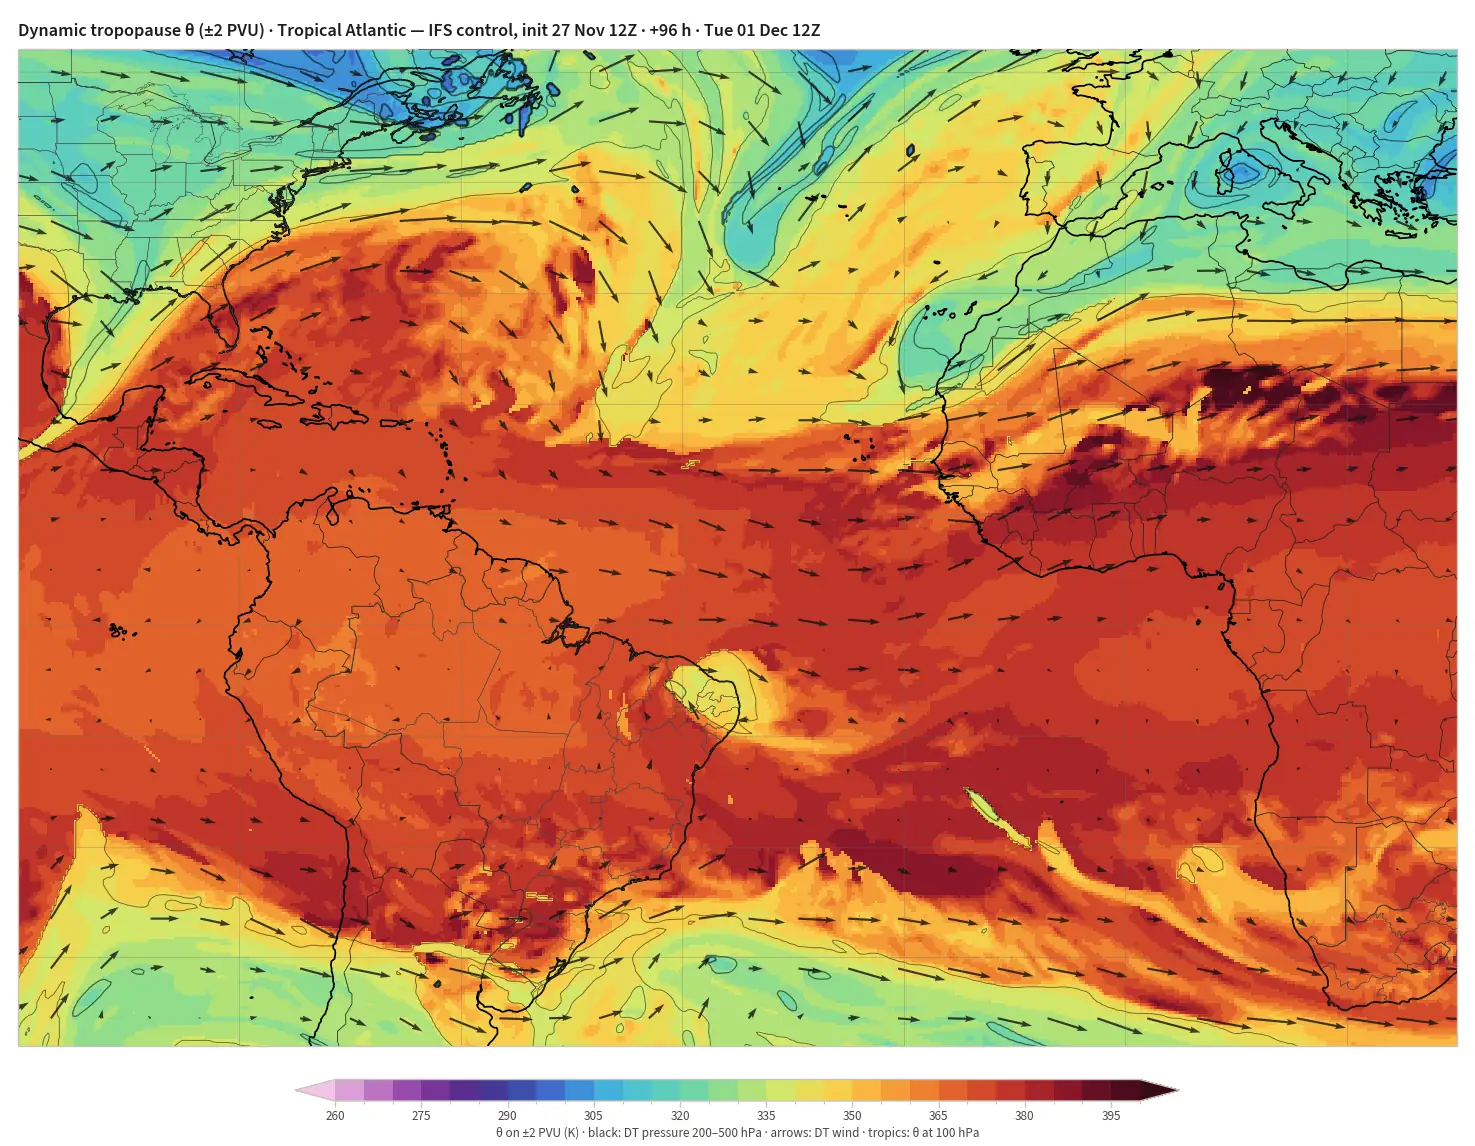 Dynamic tropopause θ (±2 PVU) · Tropical Atlantic — IFS control, init 27 Nov 12Z · +96 h · Tue 01 Dec 12Z
260 275 290 305 320 335 350 365 380 395
θ on ±2 PVU (K) · black: DT pressure 200–500 hPa · arrows: DT wind · tropics: θ at 100 hPa